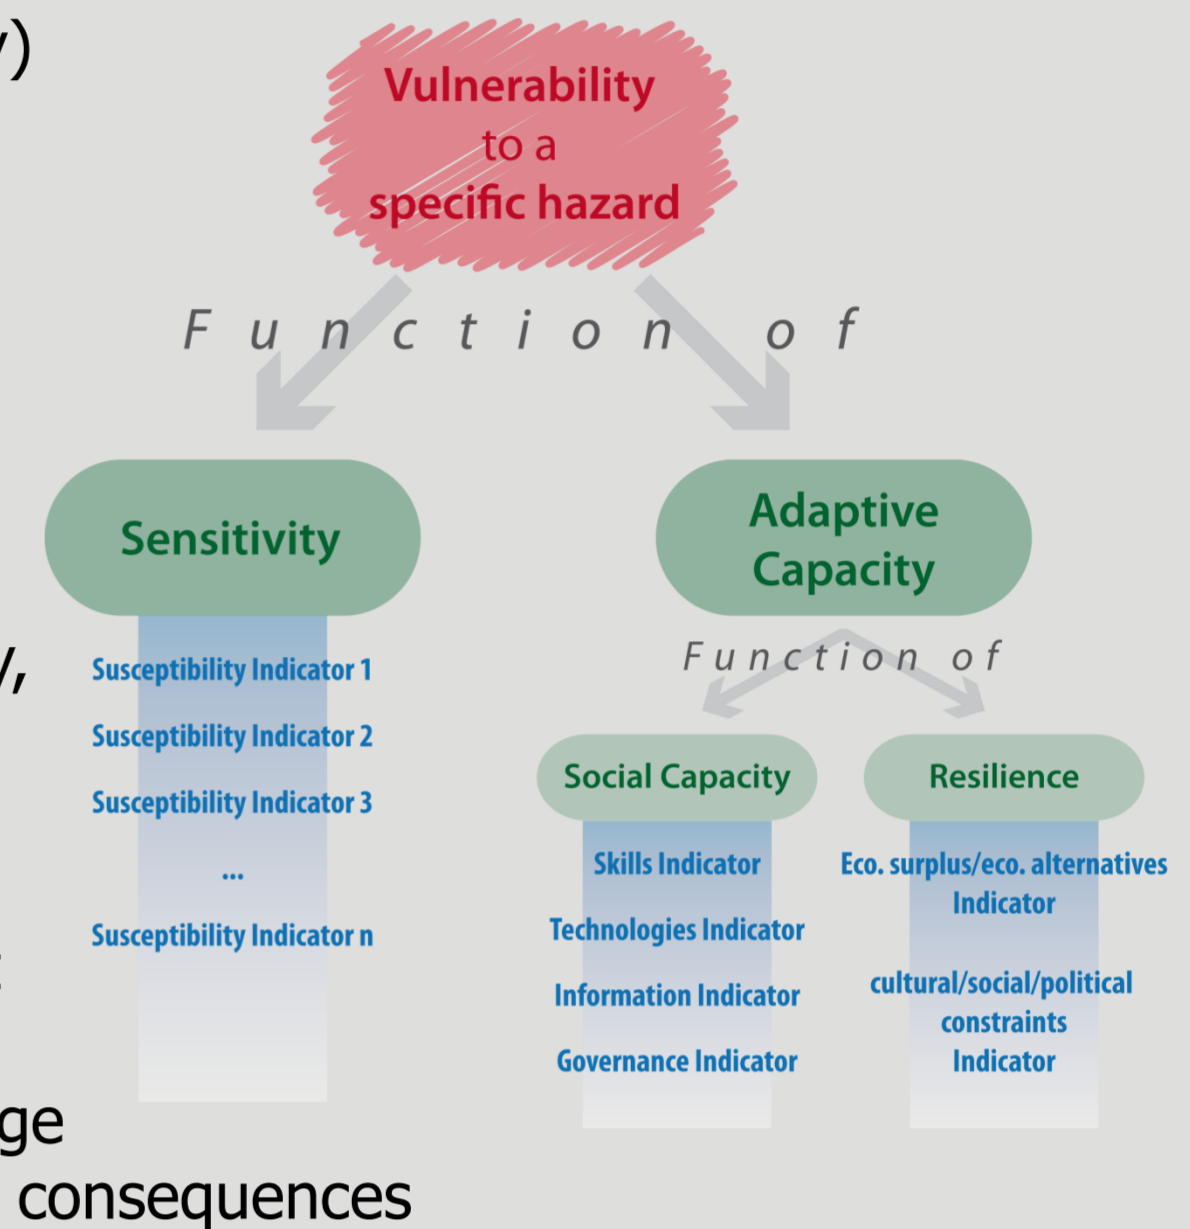 Vulnerability
to a
specific hazard
Function of
Sensitivity
Susceptibility Indicator 1
Susceptibility Indicator 2
Susceptibility Indicator 3
...
Susceptibility Indicator n
Adaptive
Capacity
Function of
Social Capacity
Skills Indicator
Technologies Indicator
Information Indicator
Governance Indicator
Resilience
Eco. surplus/eco. alternatives
Indicator
cultural/social/political
constraints
Indicator
consequences